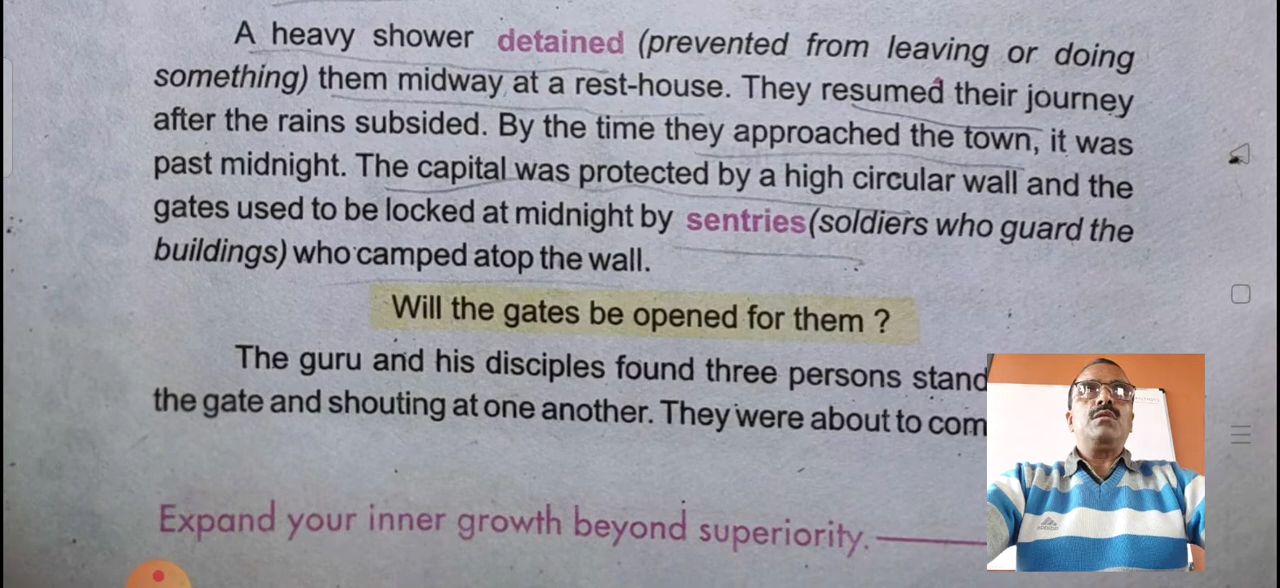 A heavy shower detained (prevented from leaving or doing
something) them midway at a rest-house. They resumed their journey
after the rains subsided. By the time they approached the town, it was
past midnight. The capital was protected by a high circular wall and the
gates used to be locked at midnight by sentries (soldiers who guard the
buildings) who camped atop the wall.
Will the gates be opened for them ?
The guru and his disciples found three persons stand
the gate and shouting at one another. They were about to com
Expand your inner growth beyond superiority.
adidas